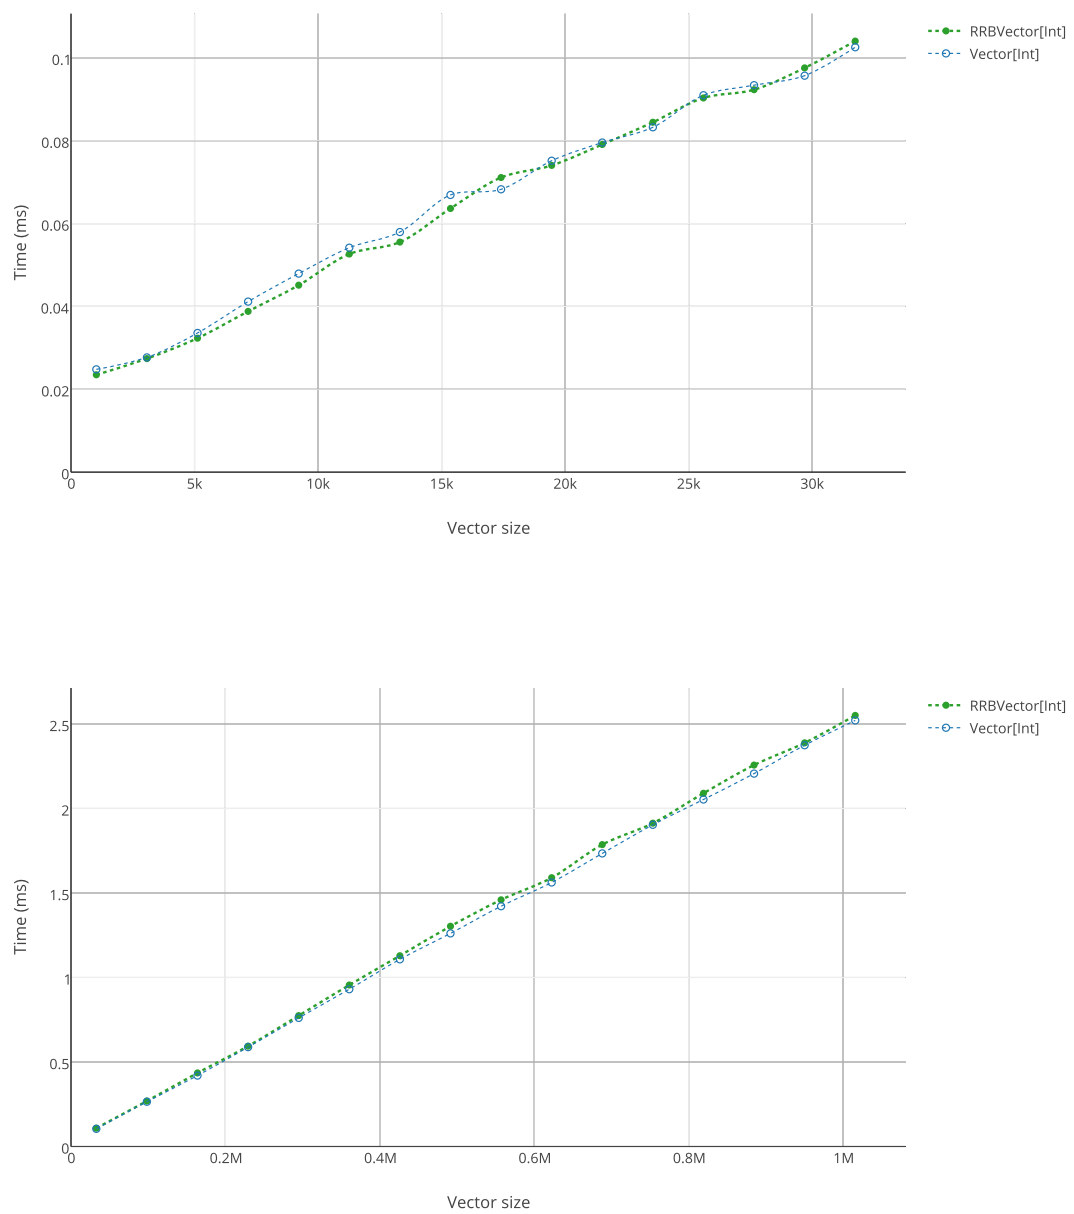 RRBVector[Int]
Vector[Int]
Time (ms)
0.1
0.08
0.06
0.04
0.02
0
0 5k 10k 15k 20k 25k 30k
Vector size
RRBVector[Int]
Vector[Int]
Time (ms)
2.5
2
1.5
1
0.5
0
0 0.2M 0.4M 0.6M 0.8M 1M
Vector size